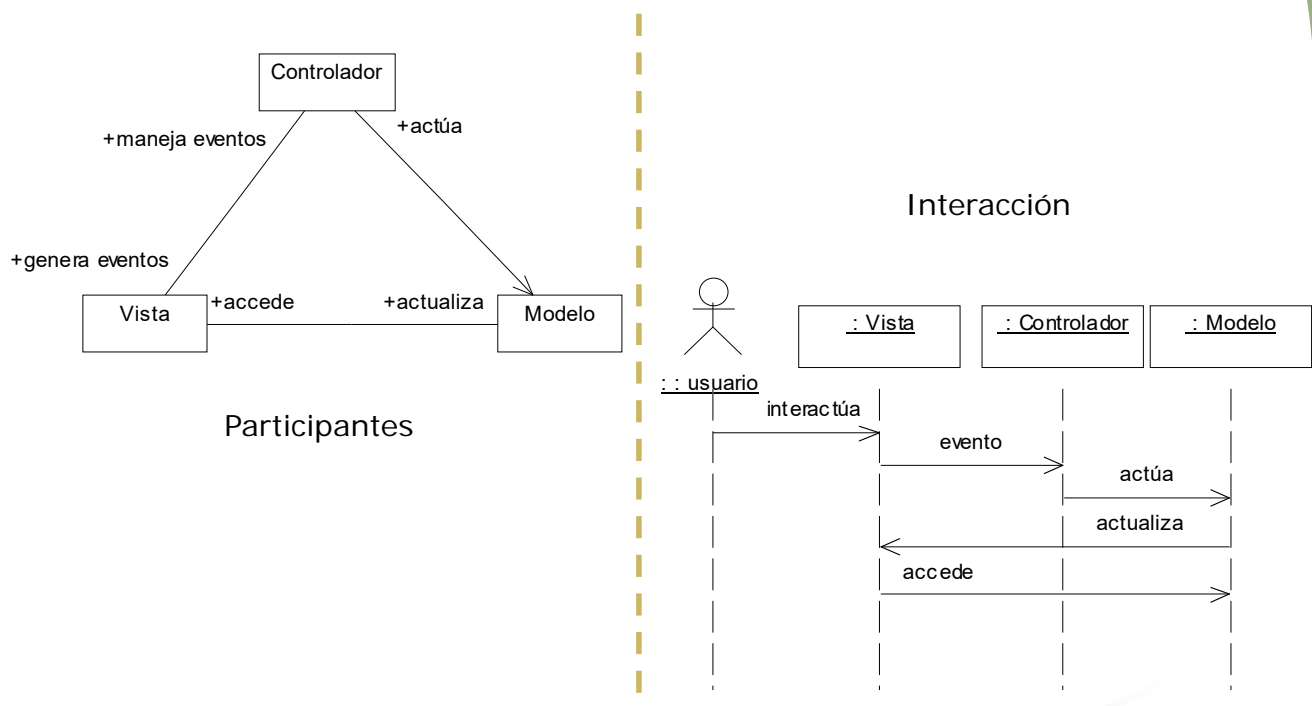 Controlador
+maneja eventos
+actúa
+genera eventos
Vista
+accede
+actualiza
Modelo
Participantes
Interacción
: : usuario
: Vista
: Controlador
: Modelo
interactúa
evento
actúa
actualiza
accede